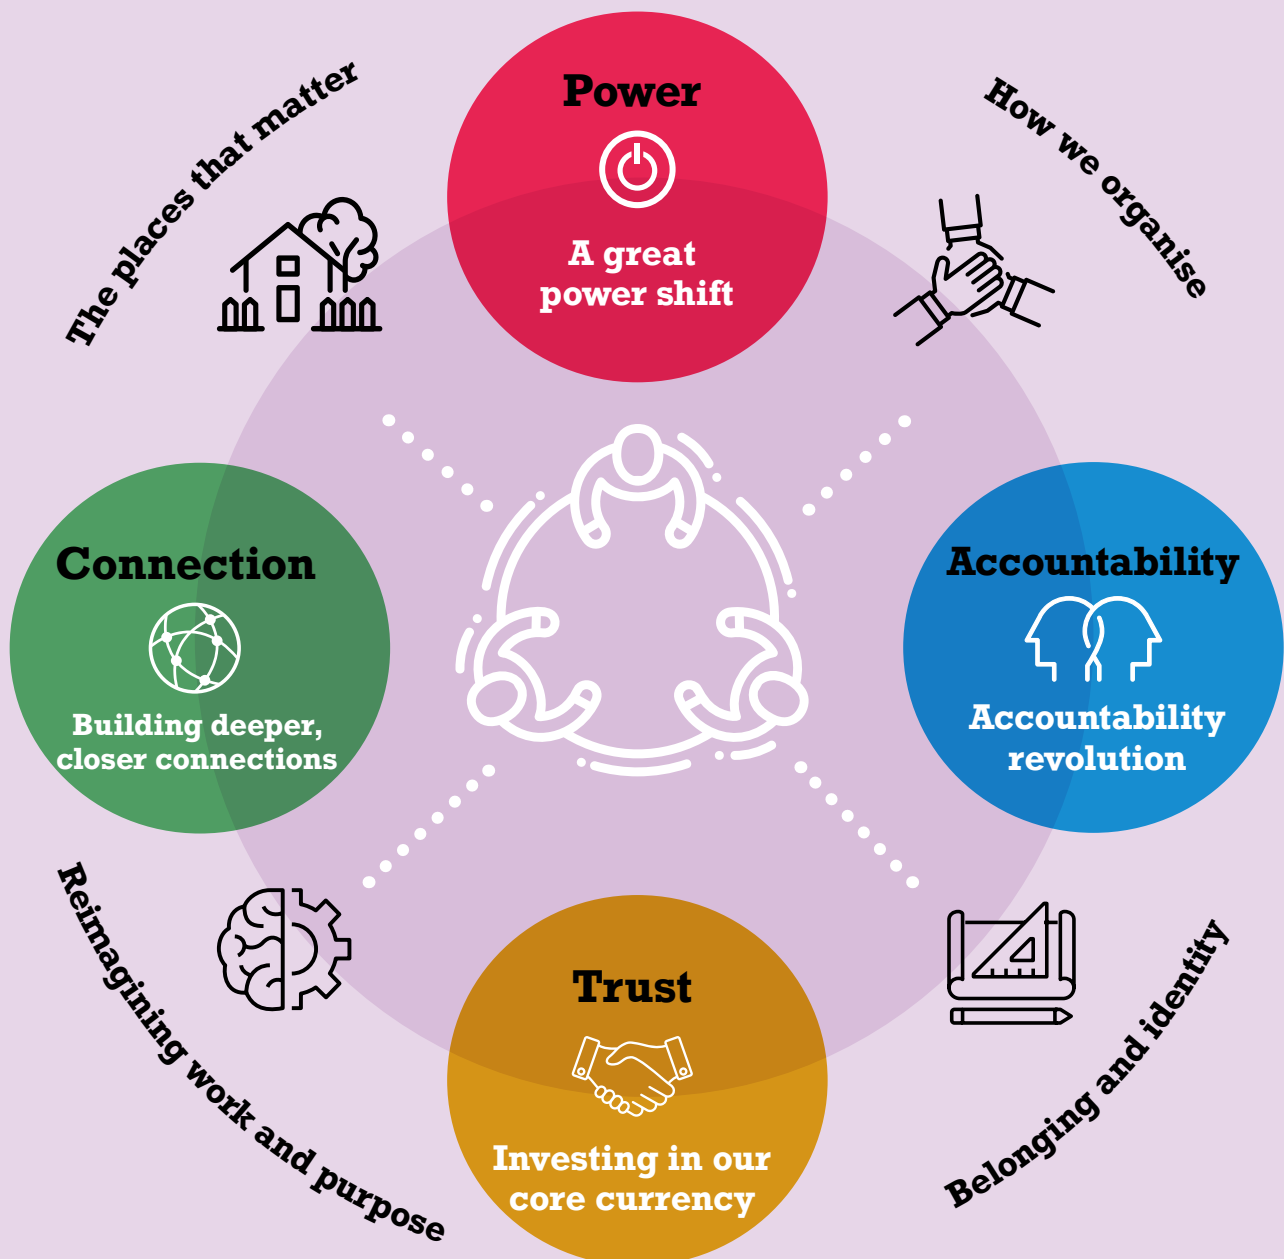 The places that matter
Power
A great
power shift
How we organise
Connection
Building deeper,
closer connections
Accountability
Accountability
revolution
Reimagining work and purpose
Trust
Investing in our
core currency
Belonging and identity